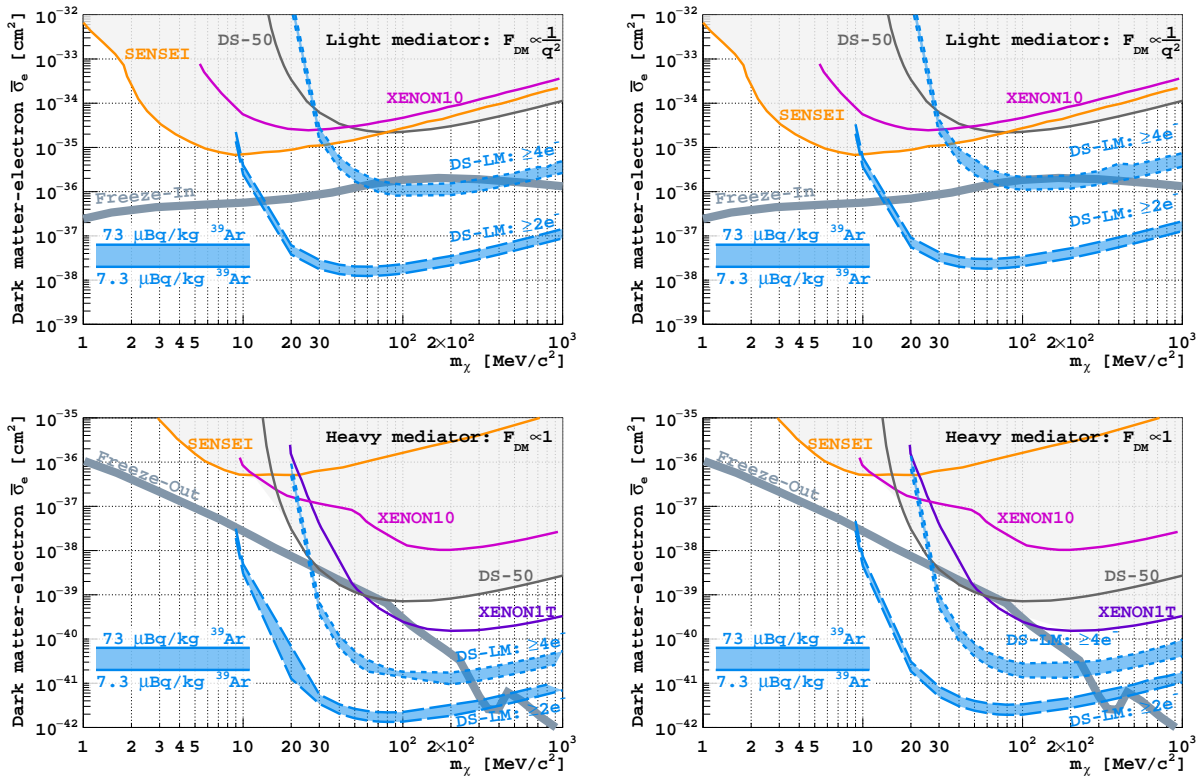 Dark matter-electron σ̅ₑ [cm²]
10⁻³² 10⁻³³ 10⁻³⁴ 10⁻³⁵ 10⁻³⁶ 10⁻³⁷ 10⁻³⁸ 10⁻³⁹
DS-50
Light mediator: F_DM ∝ 1/q²
SENSEI
XENON10
DS-LM: ≥4e⁻
Freeze-In
DS-LM: ≥2e⁻
73 μBq/kg ³⁹Ar
7.3 μBq/kg ³⁹Ar
1 2 3 4 5 10 20 30 10² 2×10² 10³
m_χ [MeV/c²]
Dark matter-electron σ̅ₑ [cm²]
10⁻³² 10⁻³³ 10⁻³⁴ 10⁻³⁵ 10⁻³⁶ 10⁻³⁷ 10⁻³⁸ 10⁻³⁹
DS-50
Light mediator: F_DM ∝ 1/q²
XENON10
SENSEI
DS-LM: ≥4e⁻
Freeze-In
DS-LM: ≥2e⁻
73 μBq/kg ³⁹Ar
7.3 μBq/kg ³⁹Ar
1 2 3 4 5 10 20 30 10² 2×10² 10³
m_χ [MeV/c²]
Dark matter-electron σ̅ₑ [cm²]
10⁻³⁵ 10⁻³⁶ 10⁻³⁷ 10⁻³⁸ 10⁻³⁹ 10⁻⁴⁰ 10⁻⁴¹ 10⁻⁴²
Heavy mediator: F_DM ∝1
SENSEI
Freeze-Out
XENON10
DS-50
XENON1T
73 μBq/kg ³⁹Ar
DS-LM: ≥4e⁻
7.3 μBq/kg ³⁹Ar
DS-LM: ≥2e⁻
1 2 3 4 5 10 20 30 10² 2×10² 10³
m_χ [MeV/c²]
Dark matter-electron σ̅ₑ [cm²]
10⁻³⁵ 10⁻³⁶ 10⁻³⁷ 10⁻³⁸ 10⁻³⁹ 10⁻⁴⁰ 10⁻⁴¹ 10⁻⁴²
Heavy mediator: F_DM ∝1
SENSEI
Freeze-Out
XENON10
DS-50
XENON1T
73 μBq/kg ³⁹Ar
DS-LM: ≥4e⁻
7.3 μBq/kg ³⁹Ar
DS-LM: ≥2e⁻
1 2 3 4 5 10 20 30 10² 2×10² 10³
m_χ [MeV/c²]